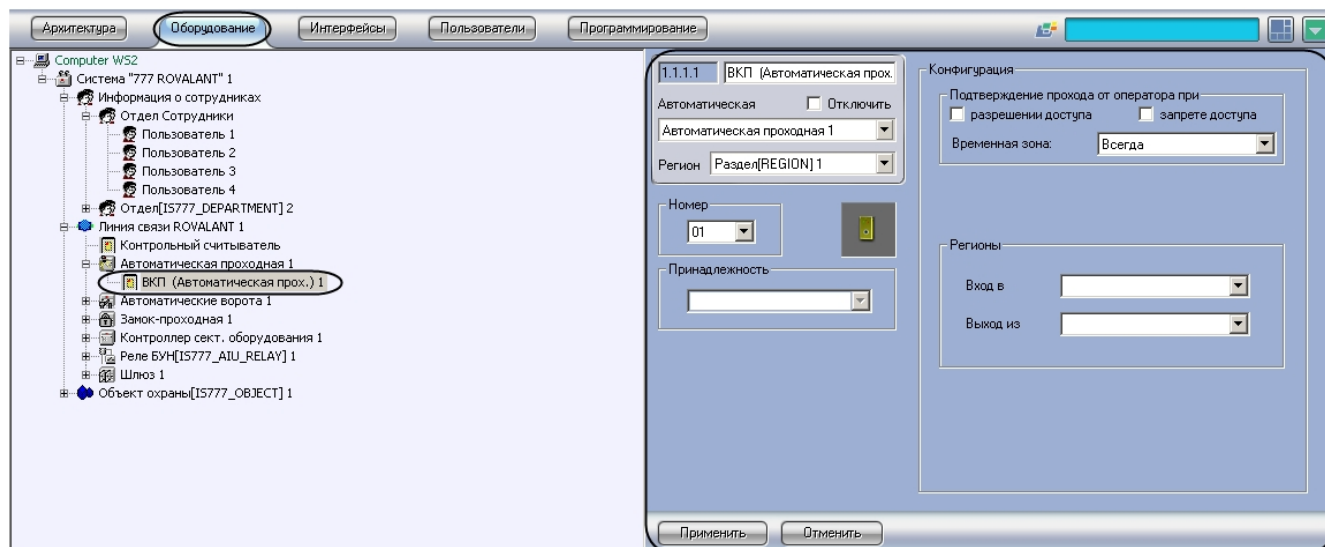 Архитектура Оборудование Интерфейсы Пользователи Программирование
Computer WS2
Система "777 ROVALANT" 1
Информация о сотрудниках
Отдел Сотрудники
Пользователь 1
Пользователь 2
Пользователь 3
Пользователь 4
Отдел[IS777_DEPARTMENT] 2
Линия связи ROVALANT 1
Контрольный считыватель
Автоматическая проходная 1
ВКП (Автоматическая прох.) 1
Автоматические ворота 1
Замок-проходная 1
Контроллер сект. оборудования 1
Реле БУН[IS777_AIU_RELAY] 1
Шлюз 1
Объект охраны[IS777_OBJECT] 1
1.1.1.1 ВКП (Автоматическая прох.
Автоматическая Отключить
Автоматическая проходная 1
Регион Раздел[REGION] 1
Номер
01
Принадлежность
Конфигурация
Подтверждение прохода от оператора при
разрешении доступа запрете доступа
Временная зона: Всегда
Регионы
Вход в
Выход из
Применить Отменить